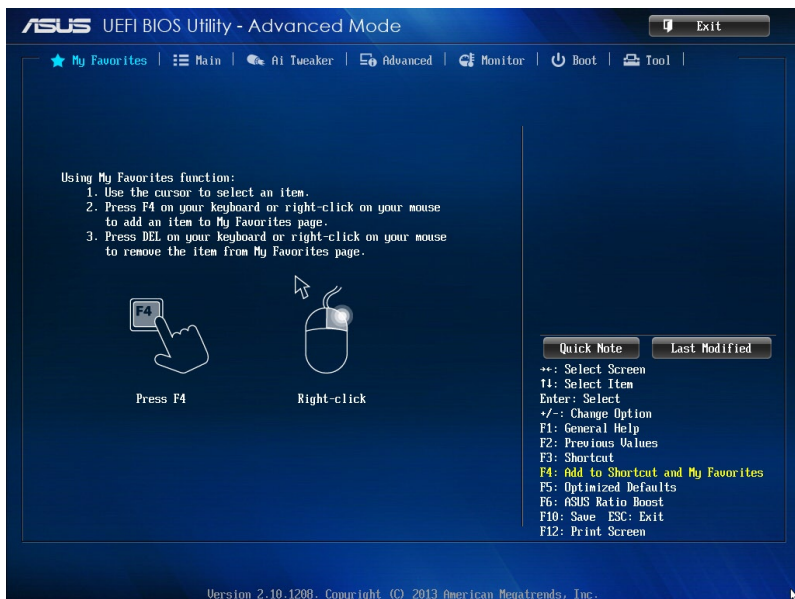 ASUS UEFI BIOS Utility - Advanced Mode
Exit
My Favorites | Main | Ai Tweaker | Advanced | Monitor | Boot | Tool |
Using My Favorites function:
1. Use the cursor to select an item.
2. Press F4 on your keyboard or right-click on your mouse
to add an item to My Favorites page.
3. Press DEL on your keyboard or right-click on your mouse
to remove the item from My Favorites page.
F4
Press F4
Right-click
Quick Note
Last Modified
→←: Select Screen
↑↓: Select Item
Enter: Select
+/-: Change Option
F1: General Help
F2: Previous Values
F3: Shortcut
F4: Add to Shortcut and My Favorites
F5: Optimized Defaults
F6: ASUS Ratio Boost
F10: Save ESC: Exit
F12: Print Screen
Version 2.10.1208. Copyright (C) 2013 American Megatrends, Inc.